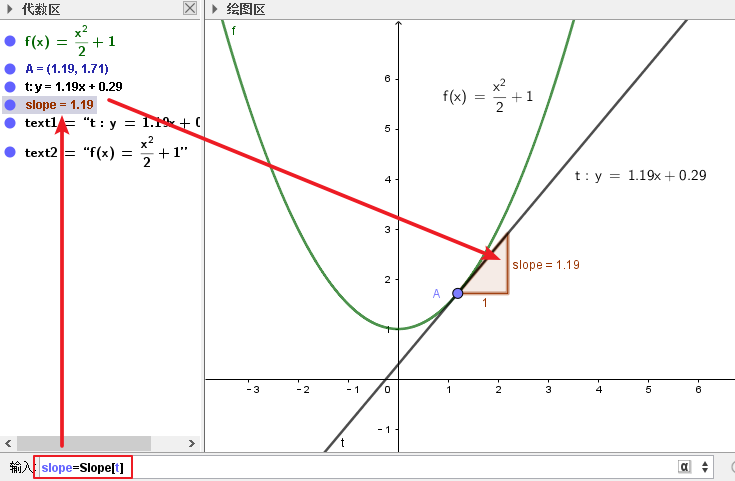 代数区
绘图区
f(x) = x²/2 + 1
A = (1.19, 1.71)
t: y = 1.19x + 0.29
slope = 1.19
text1 = “t : y = 1.19x + 0
text2 = “f(x) = x²/2 + 1”
f
f(x) = x²/2 + 1
t : y = 1.19x + 0.29
slope = 1.19
A
1
t
6
5
4
3
2
1
-1
-3 -2 -1 0 1 2 3 4 5 6
输入: slope=Slope[t]
α